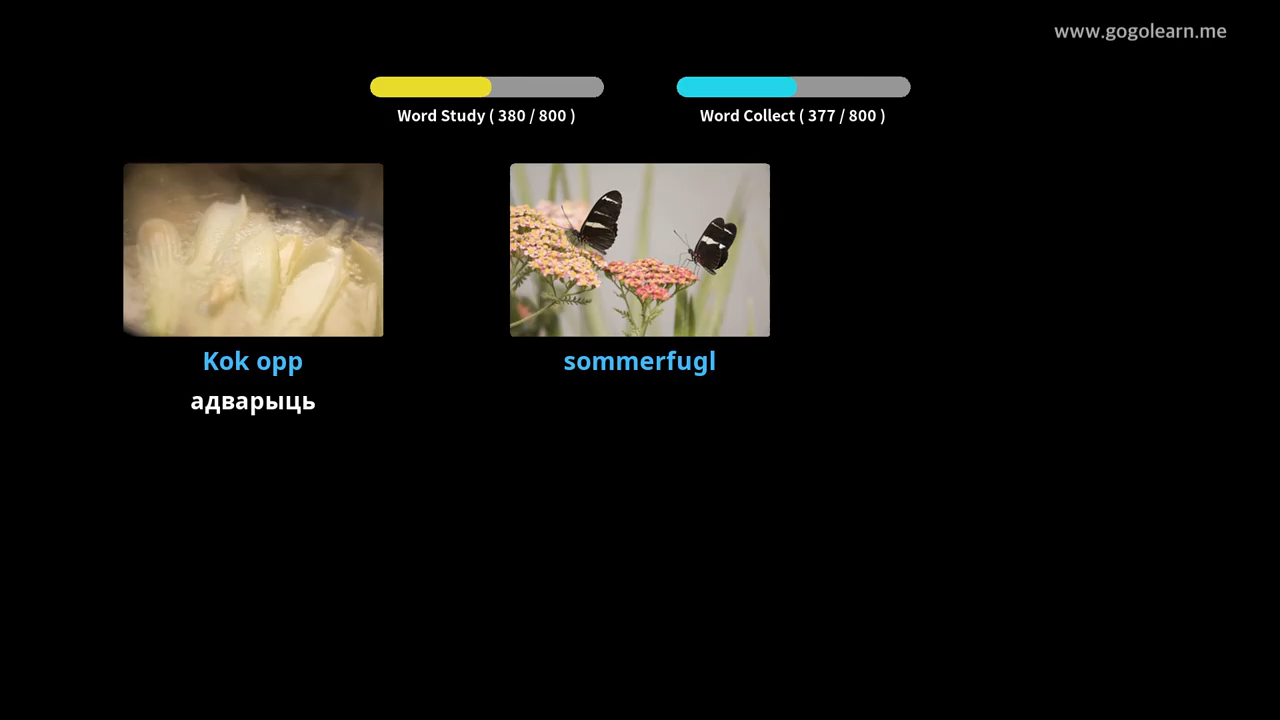 www.gogolearn.me
Word Study ( 380 / 800 )
Word Collect ( 377 / 800 )
Kok opp
sommerfugl
адварыць